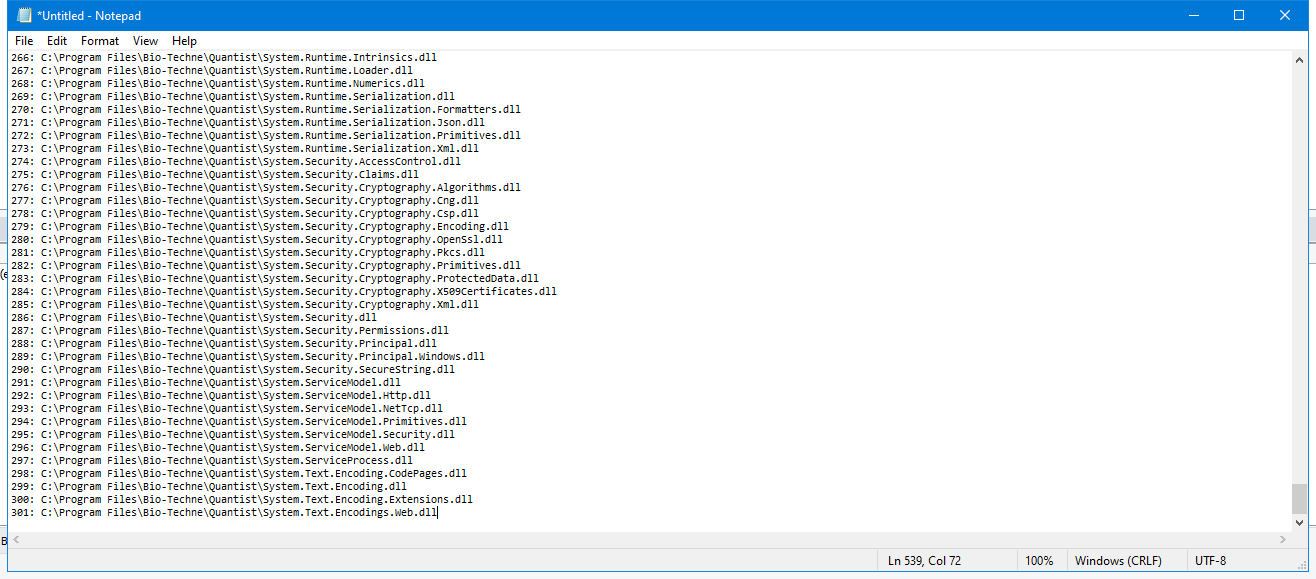 *Untitled - Notepad
File Edit Format View Help
266: C:\Program Files\Bio-Techne\Quantist\System.Runtime.Intrinsics.dll
267: C:\Program Files\Bio-Techne\Quantist\System.Runtime.Loader.dll
268: C:\Program Files\Bio-Techne\Quantist\System.Runtime.Numerics.dll
269: C:\Program Files\Bio-Techne\Quantist\System.Runtime.Serialization.dll
270: C:\Program Files\Bio-Techne\Quantist\System.Runtime.Serialization.Formatters.dll
271: C:\Program Files\Bio-Techne\Quantist\System.Runtime.Serialization.Json.dll
272: C:\Program Files\Bio-Techne\Quantist\System.Runtime.Serialization.Primitives.dll
273: C:\Program Files\Bio-Techne\Quantist\System.Runtime.Serialization.Xml.dll
274: C:\Program Files\Bio-Techne\Quantist\System.Security.AccessControl.dll
275: C:\Program Files\Bio-Techne\Quantist\System.Security.Claims.dll
276: C:\Program Files\Bio-Techne\Quantist\System.Security.Cryptography.Algorithms.dll
277: C:\Program Files\Bio-Techne\Quantist\System.Security.Cryptography.Cng.dll
278: C:\Program Files\Bio-Techne\Quantist\System.Security.Cryptography.Csp.dll
279: C:\Program Files\Bio-Techne\Quantist\System.Security.Cryptography.Encoding.dll
280: C:\Program Files\Bio-Techne\Quantist\System.Security.Cryptography.OpenSsl.dll
281: C:\Program Files\Bio-Techne\Quantist\System.Security.Cryptography.Pkcs.dll
282: C:\Program Files\Bio-Techne\Quantist\System.Security.Cryptography.Primitives.dll
283: C:\Program Files\Bio-Techne\Quantist\System.Security.Cryptography.ProtectedData.dll
284: C:\Program Files\Bio-Techne\Quantist\System.Security.Cryptography.X509Certificates.dll
285: C:\Program Files\Bio-Techne\Quantist\System.Security.Cryptography.Xml.dll
286: C:\Program Files\Bio-Techne\Quantist\System.Security.dll
287: C:\Program Files\Bio-Techne\Quantist\System.Security.Permissions.dll
288: C:\Program Files\Bio-Techne\Quantist\System.Security.Principal.dll
289: C:\Program Files\Bio-Techne\Quantist\System.Security.Principal.Windows.dll
290: C:\Program Files\Bio-Techne\Quantist\System.Security.SecureString.dll
291: C:\Program Files\Bio-Techne\Quantist\System.ServiceModel.dll
292: C:\Program Files\Bio-Techne\Quantist\System.ServiceModel.Http.dll
293: C:\Program Files\Bio-Techne\Quantist\System.ServiceModel.NetTcp.dll
294: C:\Program Files\Bio-Techne\Quantist\System.ServiceModel.Primitives.dll
295: C:\Program Files\Bio-Techne\Quantist\System.ServiceModel.Security.dll
296: C:\Program Files\Bio-Techne\Quantist\System.ServiceModel.Web.dll
297: C:\Program Files\Bio-Techne\Quantist\System.ServiceProcess.dll
298: C:\Program Files\Bio-Techne\Quantist\System.Text.Encoding.CodePages.dll
299: C:\Program Files\Bio-Techne\Quantist\System.Text.Encoding.dll
300: C:\Program Files\Bio-Techne\Quantist\System.Text.Encoding.Extensions.dll
301: C:\Program Files\Bio-Techne\Quantist\System.Text.Encodings.Web.dll
Ln 539, Col 72 100% Windows (CRLF) UTF-8